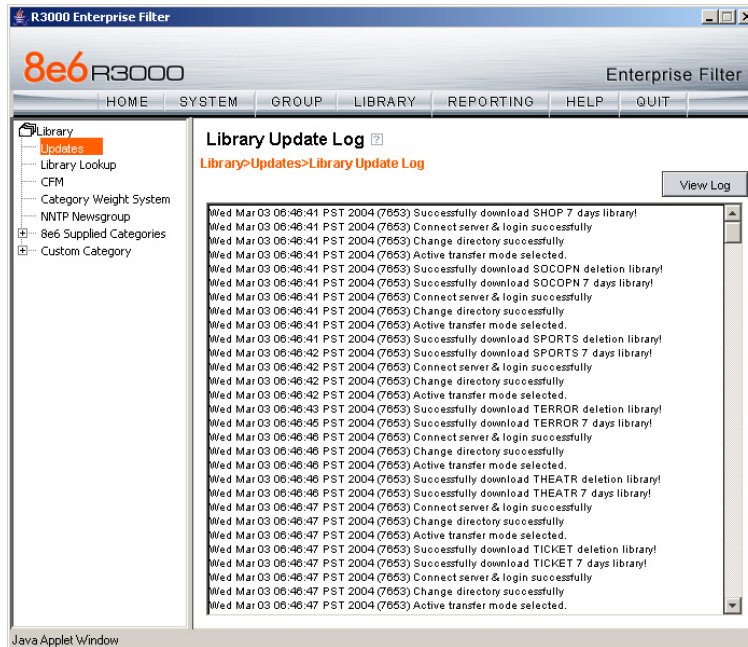 R3000 Enterprise Filter
8e6 R3000
Enterprise Filter
HOME SYSTEM GROUP LIBRARY REPORTING HELP QUIT
Library
Updates
Library Lookup
CFM
Category Weight System
NNTP Newsgroup
8e6 Supplied Categories
Custom Category
Library Update Log ?
Library>Updates>Library Update Log
View Log
Wed Mar 03 06:46:41 PST 2004 (7653) Successfully download SHOP 7 days library!
Wed Mar 03 06:46:41 PST 2004 (7653) Connect server & login successfully
Wed Mar 03 06:46:41 PST 2004 (7653) Change directory successfully
Wed Mar 03 06:46:41 PST 2004 (7653) Active transfer mode selected.
Wed Mar 03 06:46:41 PST 2004 (7653) Successfully download SOCOPN deletion library!
Wed Mar 03 06:46:41 PST 2004 (7653) Successfully download SOCOPN 7 days library!
Wed Mar 03 06:46:41 PST 2004 (7653) Connect server & login successfully
Wed Mar 03 06:46:41 PST 2004 (7653) Change directory successfully
Wed Mar 03 06:46:41 PST 2004 (7653) Active transfer mode selected.
Wed Mar 03 06:46:41 PST 2004 (7653) Successfully download SPORTS deletion library!
Wed Mar 03 06:46:42 PST 2004 (7653) Successfully download SPORTS 7 days library!
Wed Mar 03 06:46:42 PST 2004 (7653) Connect server & login successfully
Wed Mar 03 06:46:42 PST 2004 (7653) Change directory successfully
Wed Mar 03 06:46:42 PST 2004 (7653) Active transfer mode selected.
Wed Mar 03 06:46:43 PST 2004 (7653) Successfully download TERROR deletion library!
Wed Mar 03 06:46:45 PST 2004 (7653) Successfully download TERROR 7 days library!
Wed Mar 03 06:46:46 PST 2004 (7653) Connect server & login successfully
Wed Mar 03 06:46:46 PST 2004 (7653) Change directory successfully
Wed Mar 03 06:46:46 PST 2004 (7653) Active transfer mode selected.
Wed Mar 03 06:46:46 PST 2004 (7653) Successfully download THEATR deletion library!
Wed Mar 03 06:46:46 PST 2004 (7653) Successfully download THEATR 7 days library!
Wed Mar 03 06:46:47 PST 2004 (7653) Connect server & login successfully
Wed Mar 03 06:46:47 PST 2004 (7653) Change directory successfully
Wed Mar 03 06:46:47 PST 2004 (7653) Active transfer mode selected.
Wed Mar 03 06:46:47 PST 2004 (7653) Successfully download TICKET deletion library!
Wed Mar 03 06:46:47 PST 2004 (7653) Successfully download TICKET 7 days library!
Wed Mar 03 06:46:47 PST 2004 (7653) Connect server & login successfully
Wed Mar 03 06:46:47 PST 2004 (7653) Change directory successfully
Wed Mar 03 06:46:47 PST 2004 (7653) Active transfer mode selected.
Java Applet Window